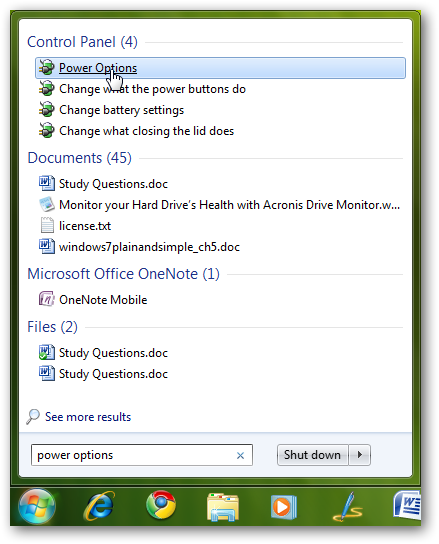 Control Panel (4)
Power Options
Change what the power buttons do
Change battery settings
Change what closing the lid does
Documents (45)
Study Questions.doc
Monitor your Hard Drive's Health with Acronis Drive Monitor.w...
license.txt
windows7plainandsimple_ch5.doc
Microsoft Office OneNote (1)
OneNote Mobile
Files (2)
Study Questions.doc
Study Questions.doc
See more results
power options
Shut down